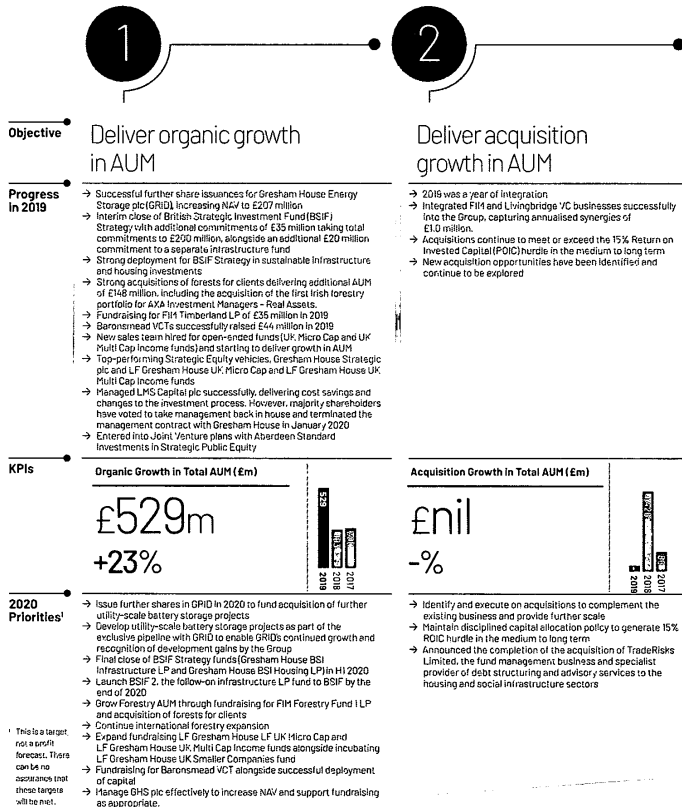 1
2
Objective
Deliver organic growth
in AUM
Deliver acquisition
growth in AUM
Progress
in 2019
→ Successful further share issuances for Gresham House Energy
Storage plc (GRID), increasing NAV to £207 million
→ Interim close of British Strategic Investment Fund (BSIF)
Strategy with additional commitments of £35 million taking total
commitments to £200 million, alongside an additional £20 million
commitment to a separate infrastructure fund
→ Strong deployment for BSIF Strategy in sustainable infrastructure
and housing investments
→ Strong acquisitions of forests for clients delivering additional AUM
of £148 million, including the acquisition of the first Irish forestry
portfolio for AXA Investment Managers - Real Assets.
→ Fundraising for FIM Timberland LP of £35 million in 2019
→ Baronsmead VCTs successfully raised £44 million in 2019
→ New sales team hired for open-ended funds (UK Micro Cap and UK
Multi Cap Income funds) and starting to deliver growth in AUM
→ Top-performing Strategic Equity vehicles, Gresham House Strategic
plc and LF Gresham House UK Micro Cap and LF Gresham House UK
Multi Cap Income funds
→ Managed LMS Capital plc successfully, delivering cost savings and
changes to the investment process. However, majority shareholders
have voted to take management back in house and terminated the
management contract with Gresham House in January 2020
→ Entered into Joint Venture plans with Aberdeen Standard
Investments in Strategic Public Equity
→ 2019 was a year of integration
→ Integrated FIM and Livingbridge VC businesses successfully
into the Group, capturing annualised synergies of
£1.0 million.
→ Acquisitions continue to meet or exceed the 15% Return on
Invested Capital (ROIC) hurdle in the medium to long term
→ New acquisition opportunities have been identified and
continue to be explored
KPIs
Organic Growth in Total AUM (£m)
£529m
+23%
529
2019
2018
2017
Acquisition Growth in Total AUM (£m)
£nil
-%
2019
2018
2017
2020
Priorities¹
→ Issue further shares in GRID in 2020 to fund acquisition of further
utility-scale battery storage projects
→ Develop utility-scale battery storage projects as part of the
exclusive pipeline with GRID to enable GRID's continued growth and
recognition of development gains by the Group
→ Final close of BSIF Strategy funds (Gresham House BSI
Infrastructure LP and Gresham House BSI Housing LP) in H1 2020
→ Launch BSIF 2, the follow-on infrastructure LP fund to BSIF by the
end of 2020
→ Grow Forestry AUM through fundraising for FIM Forestry Fund 1 LP
and acquisition of forests for clients
→ Continue international forestry expansion
→ Expand fundraising LF Gresham House LF UK Micro Cap and
LF Gresham House UK Multi Cap Income funds alongside incubating
LF Gresham House UK Smaller Companies fund
→ Fundraising for Baronsmead VCT alongside successful deployment
of capital
→ Manage GHS plc effectively to increase NAV and support fundraising
as appropriate.
→ Identify and execute on acquisitions to complement the
existing business and provide further scale
→ Maintain disciplined capital allocation policy to generate 15%
ROIC hurdle in the medium to long term
→ Announced the completion of the acquisition of TradeRisks
Limited, the fund management business and specialist
provider of debt structuring and advisory services to the
housing and social infrastructure sectors
¹ This is a target,
not a profit
forecast. There
can be no
assurance that
these targets
will be met.